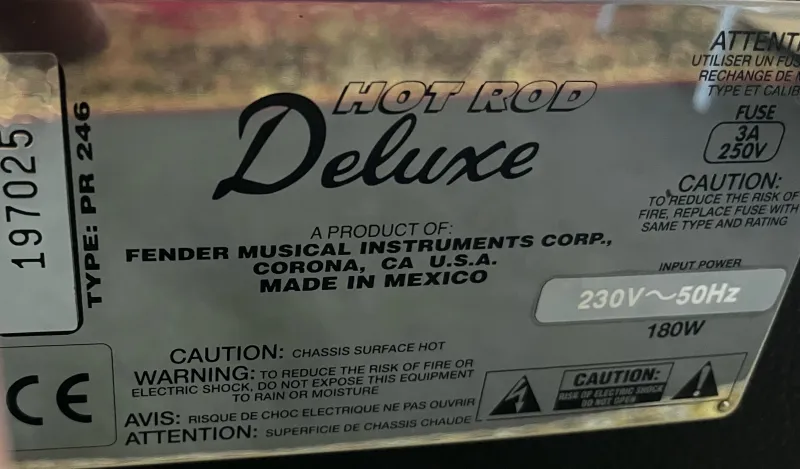 HOT ROD
Deluxe
A PRODUCT OF:
FENDER MUSICAL INSTRUMENTS CORP.,
CORONA, CA U.S.A.
MADE IN MEXICO
197025
TYPE: PR 246
ATTENTI
UTILISER UN FUS
RECHANGE DE M
TYPE ET CALIB
FUSE
3A
250V
CAUTION:
TO REDUCE THE RISK OF
FIRE, REPLACE FUSE WITH
SAME TYPE AND RATING
INPUT POWER
230V~50Hz
180W
CE
CAUTION: CHASSIS SURFACE HOT
WARNING: TO REDUCE THE RISK OF FIRE OR
ELECTRIC SHOCK, DO NOT EXPOSE THIS EQUIPMENT
TO RAIN OR MOISTURE
AVIS: RISQUE DE CHOC ELECTRIQUE NE PAS OUVRIR
ATTENTION: SUPERFICIE DE CHASSIS CHAUDE
CAUTION:
RISK OF ELECTRIC SHOCK
DO NOT OPEN